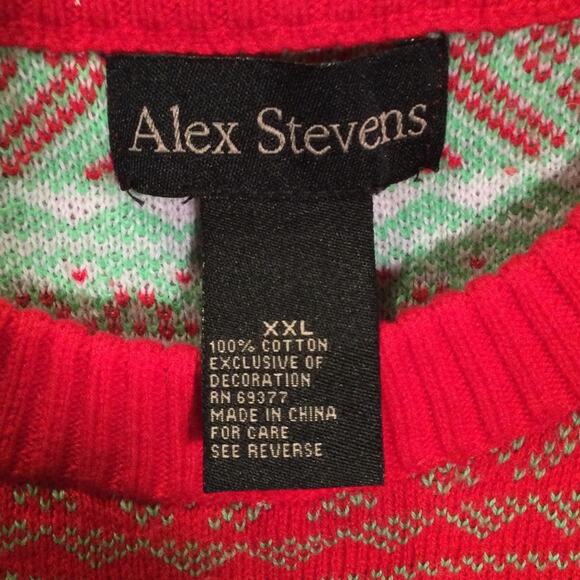 Alex Stevens
XXL
100% COTTON
EXCLUSIVE OF
DECORATION
RN 69377
MADE IN CHINA
FOR CARE
SEE REVERSE